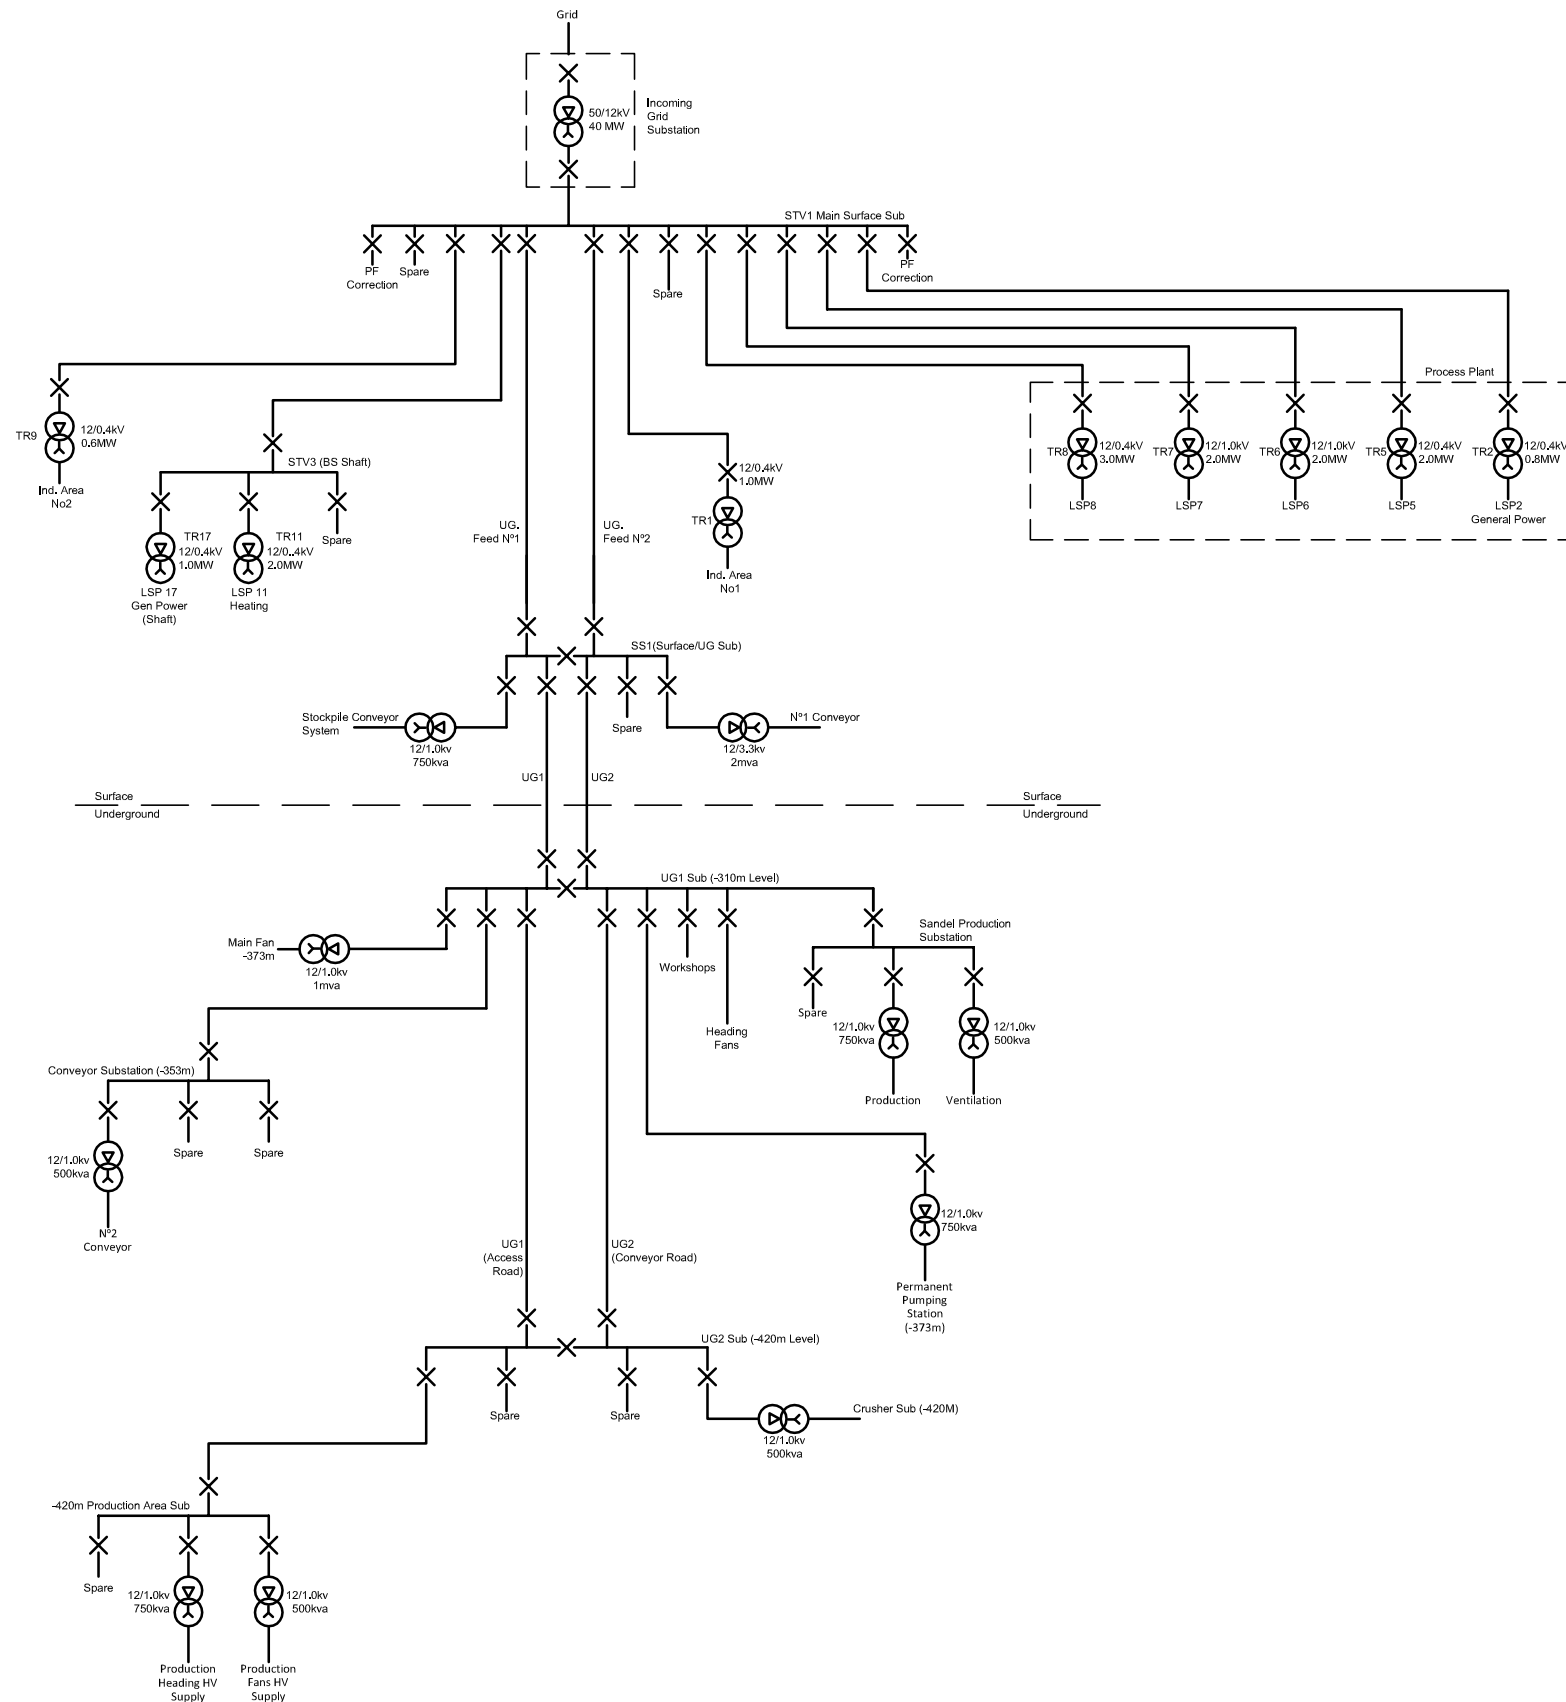 Grid
50/12kV
40 MW
Incoming
Grid
Substation
STV1 Main Surface Sub
PF
Correction
Spare
Spare
PF
Correction
Process Plant
TR9
12/0.4kV
0.6MW
Ind. Area
No2
STV3 (BS Shaft)
TR17
12/0.4kV
1.0MW
LSP 17
Gen Power
(Shaft)
TR11
12/0.4kV
2.0MW
LSP 11
Heating
Spare
UG.
Feed Nº1
UG.
Feed Nº2
12/0.4kV
1.0MW
TR1
Ind. Area
No1
TR8
12/0.4kV
3.0MW
LSP8
TR7
12/1.0kV
2.0MW
LSP7
TR6
12/1.0kV
2.0MW
LSP6
TR5
12/0.4kV
2.0MW
LSP5
TR2
12/0.4kV
0.8MW
LSP2
General Power
SS1(Surface/UG Sub)
Stockpile Conveyor
System
12/1.0kv
750kva
Spare
Nº1 Conveyor
12/3.3kv
2mva
UG1
UG2
Surface
Underground
Surface
Underground
UG1 Sub (-310m Level)
Main Fan
-373m
12/1.0kv
1mva
Workshops
Heading
Fans
Sandel Production
Substation
Spare
12/1.0kv
750kva
Production
12/1.0kv
500kva
Ventilation
Conveyor Substation (-353m)
12/1.0kv
500kva
Nº2
Conveyor
Spare
Spare
12/1.0kv
750kva
Permanent
Pumping
Station
(-373m)
UG1
(Access
Road)
UG2
(Conveyor Road)
UG2 Sub (-420m Level)
Spare
Spare
Crusher Sub (-420M)
12/1.0kv
500kva
-420m Production Area Sub
Spare
12/1.0kv
750kva
Production
Heading HV
Supply
12/1.0kv
500kva
Production
Fans HV
Supply